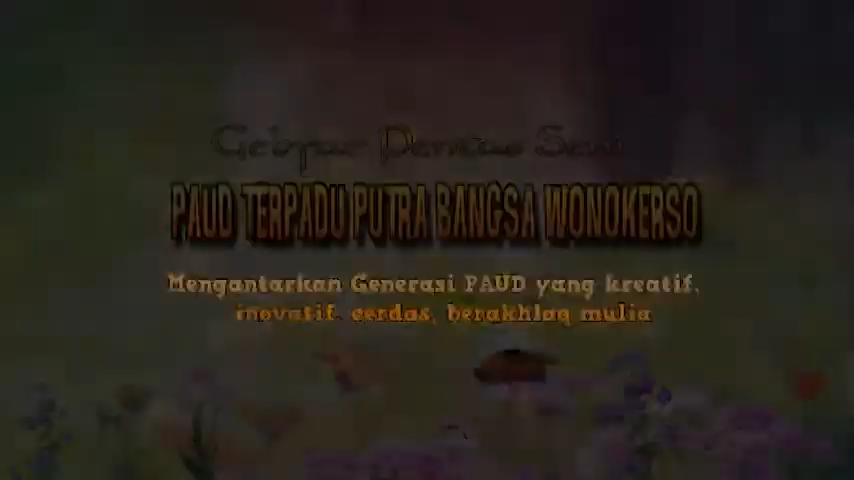 Gebyar Pentas Seni
PAUD TERPADU PUTRA BANGSA WONOKERSO
Mengantarkan Generasi PAUD yang kreatif,
inovatif, cerdas, berakhlaq mulia